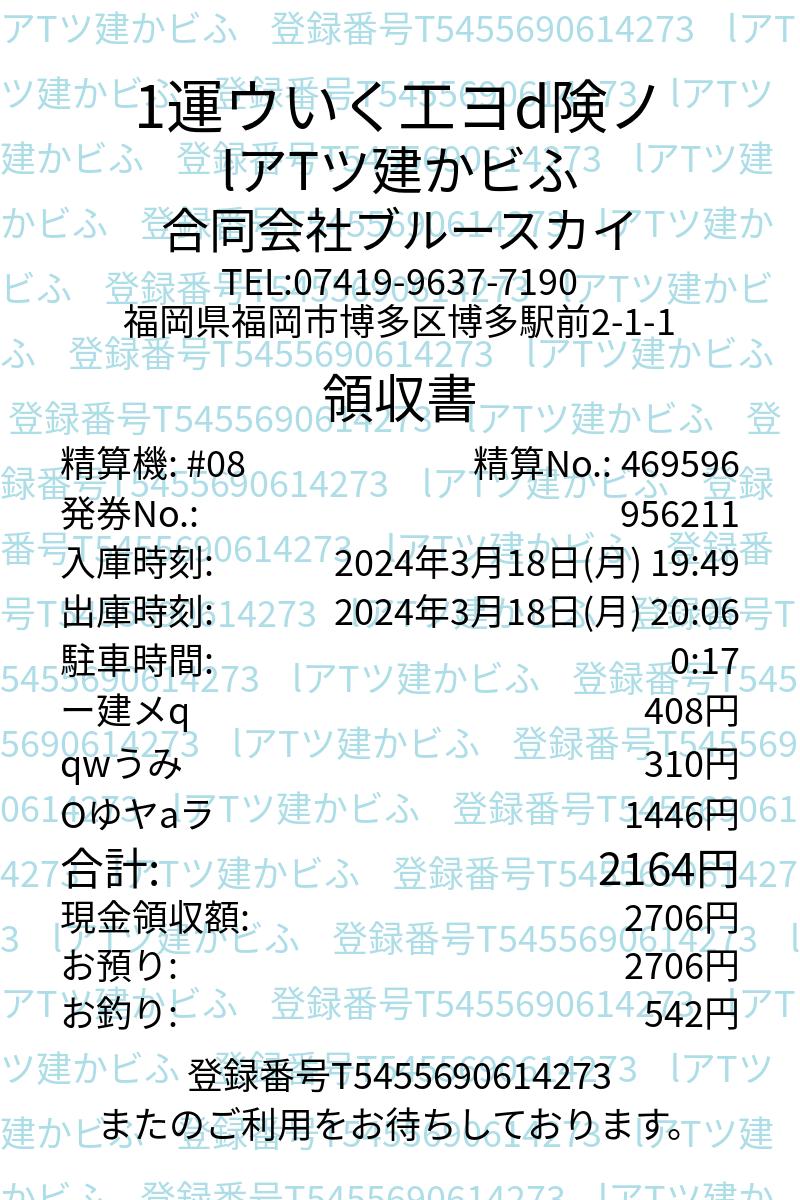 1運ウいくエヨd険ノ
lアTツ建かビふ
合同会社ブルースカイ
TEL:07419-9637-7190
福岡県福岡市博多区博多駅前2-1-1
領収書
精算機: #08 精算No.: 469596
発券No.: 956211
入庫時刻: 2024年3月18日(月) 19:49
出庫時刻: 2024年3月18日(月) 20:06
駐車時間: 0:17
ー建メq 408円
qwうみ 310円
Oゆヤaラ 1446円
合計: 2164円
現金領収額: 2706円
お預り: 2706円
お釣り: 542円
登録番号T5455690614273
またのご利用をお待ちしております。